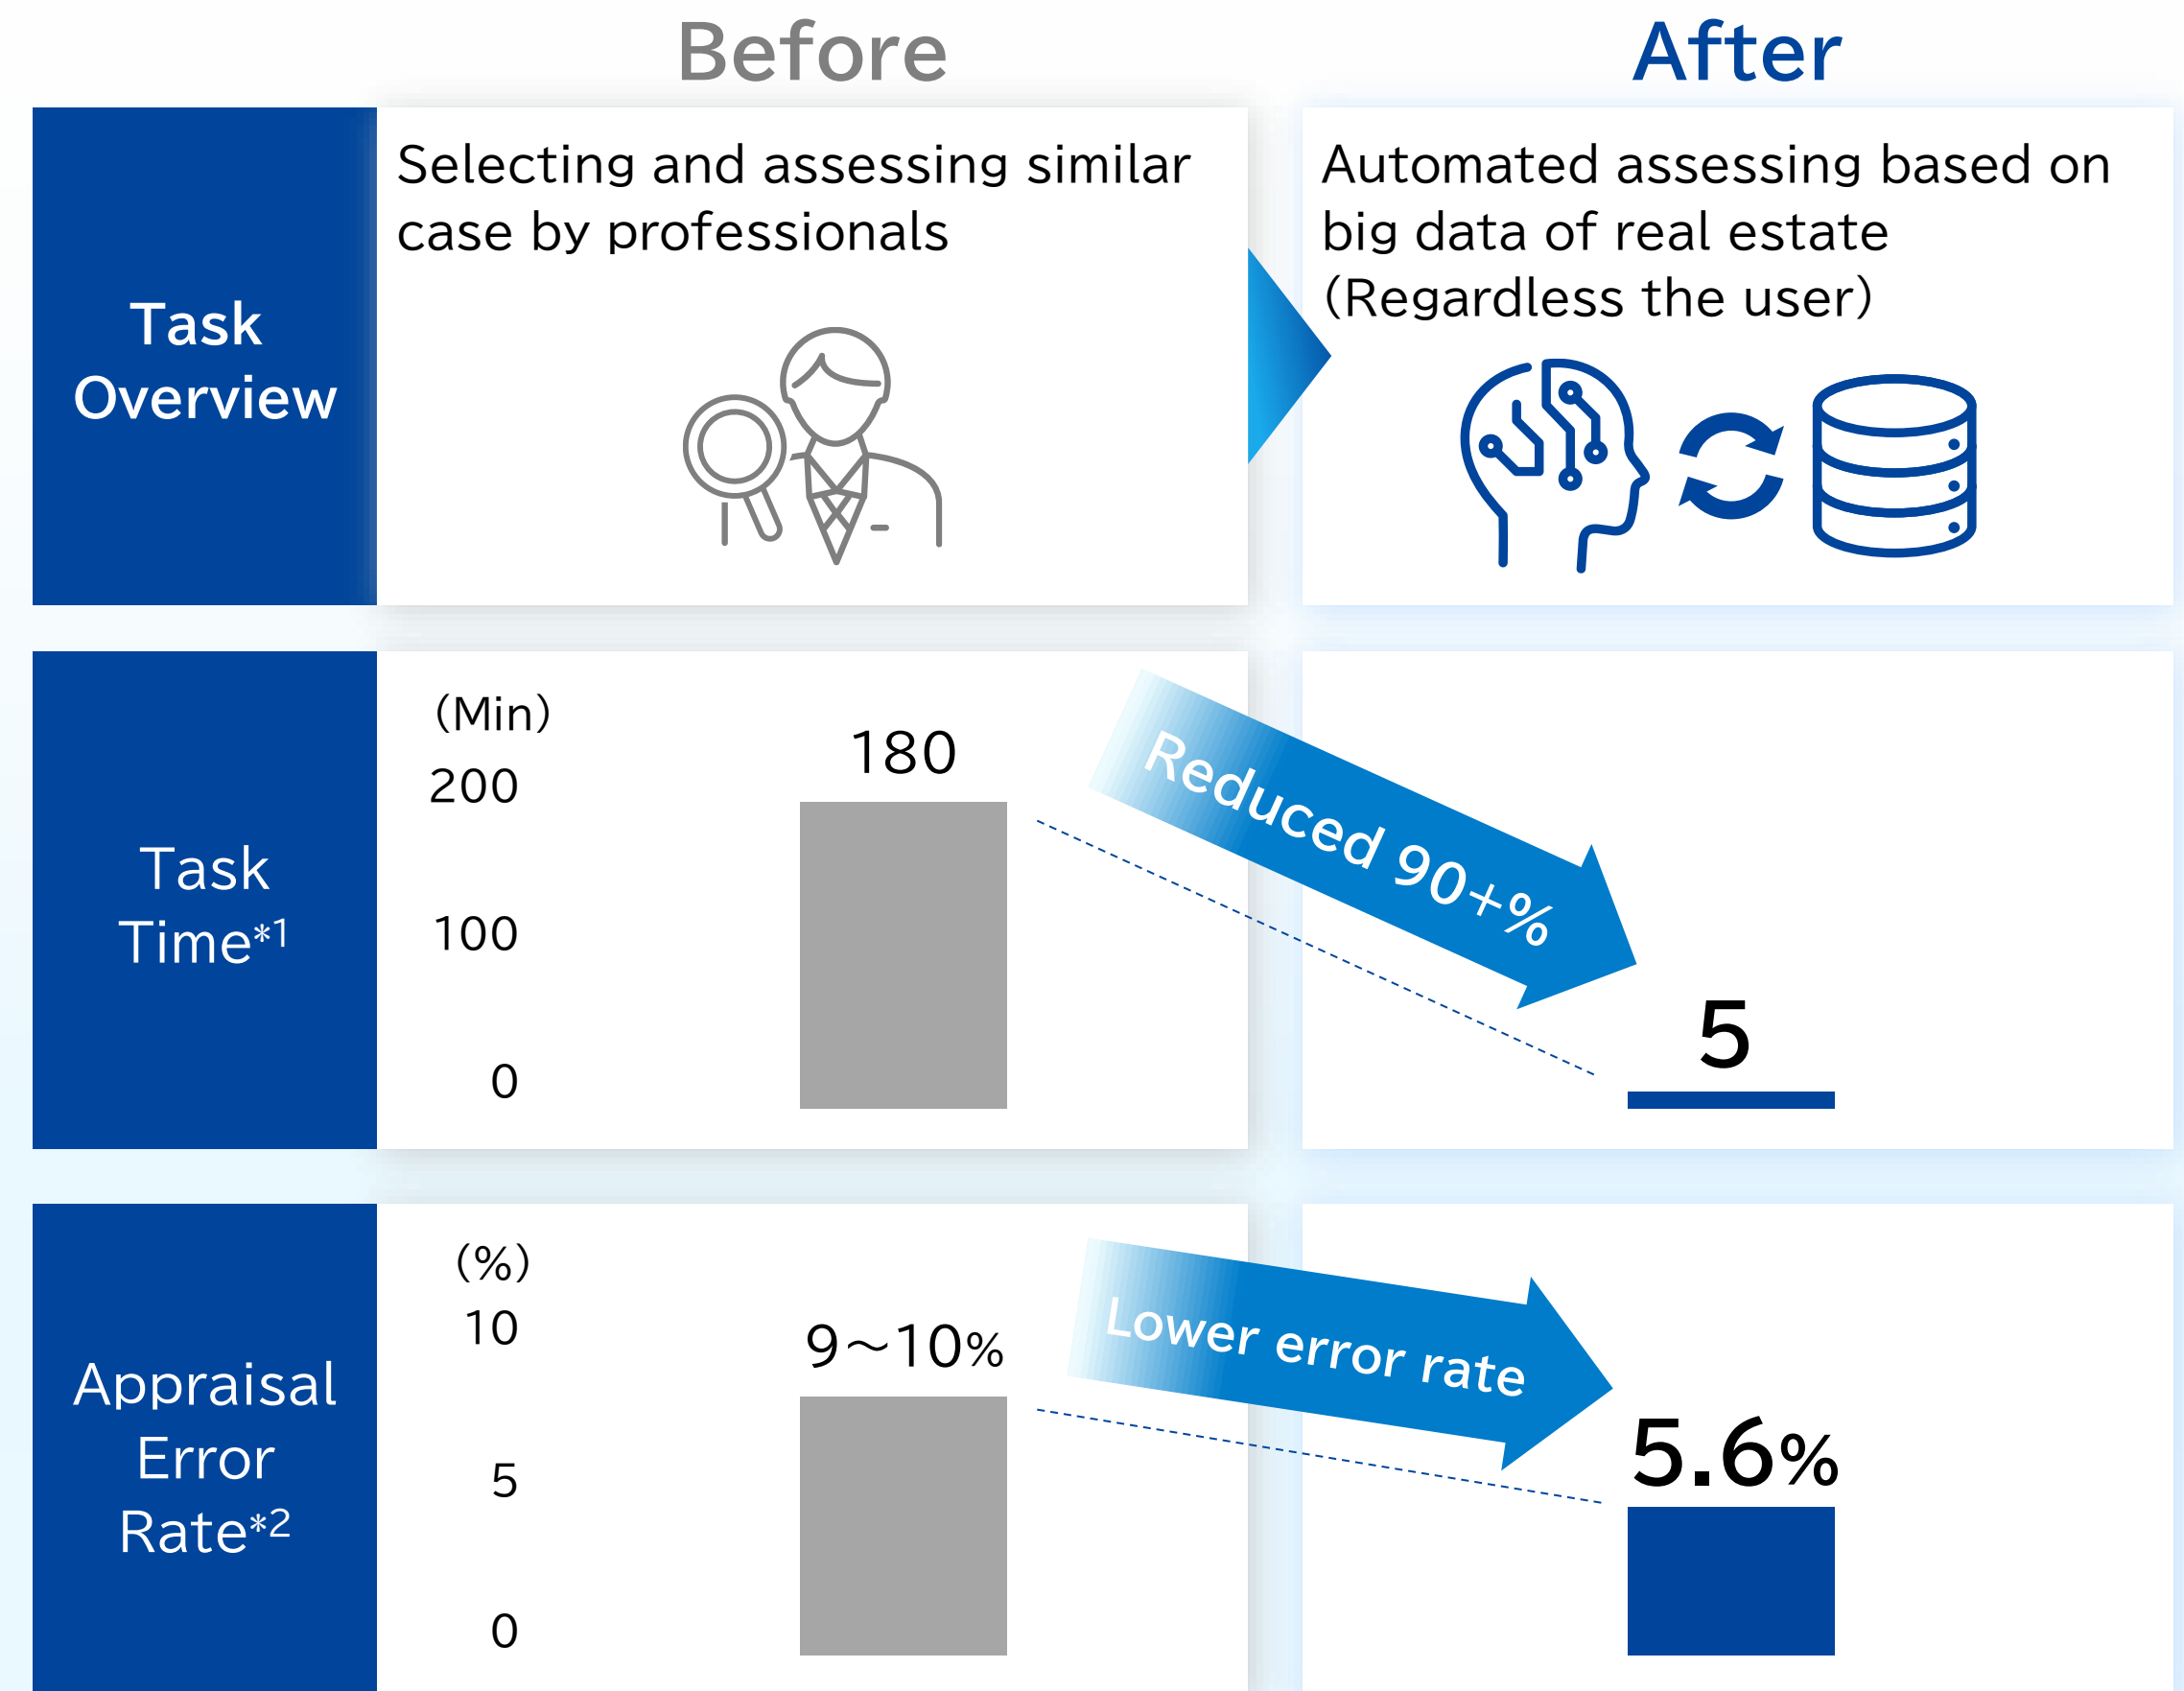 Before
After
Task
Overview
Selecting and assessing similar
case by professionals
Automated assessing based on
big data of real estate
(Regardless the user)
Task
Time*1
(Min)
200
100
0
180
Reduced 90+%
5
Appraisal
Error
Rate*2
(%)
10
5
0
9~10%
Lower error rate
5.6%